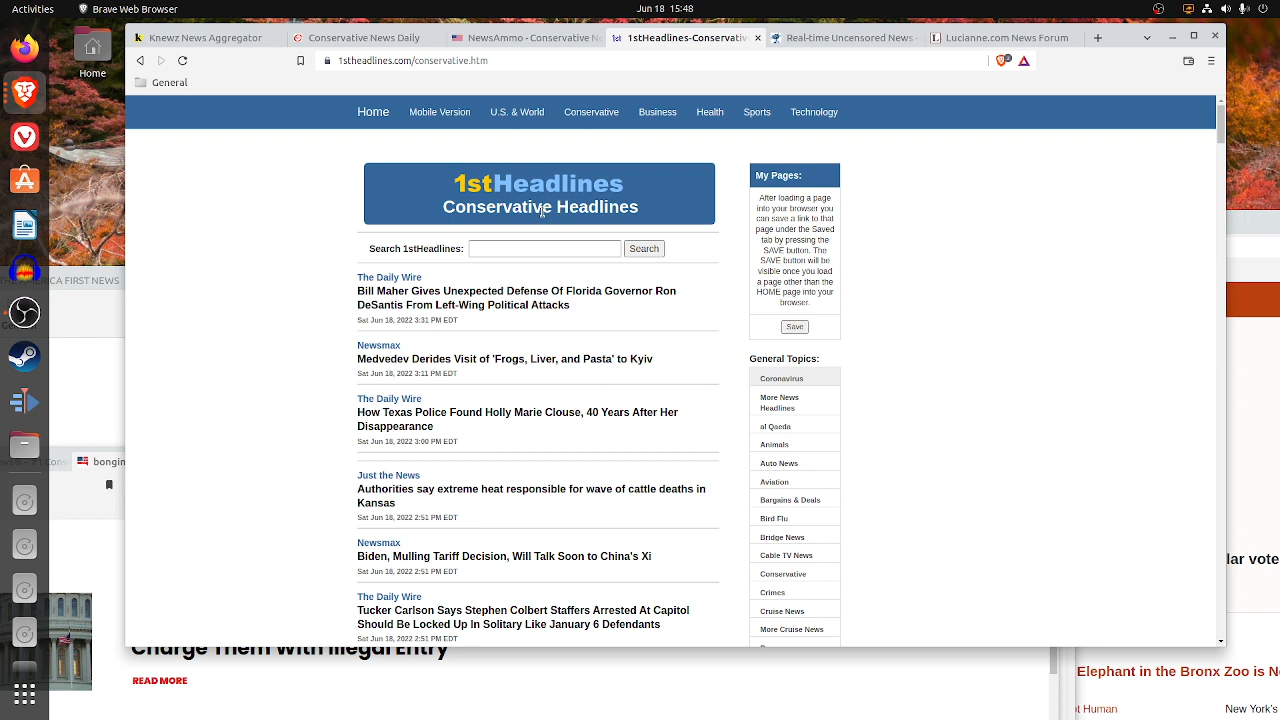 Activities
Brave Web Browser
Jun 18 15:48
Home
Knewz News Aggregator
Conservative News Daily
NewsAmmo - Conservative Ne
1stHeadlines-Conservativ
Real-time Uncensored News -
Lucianne.com News Forum
1stheadlines.com/conservative.htm
General
Home
Mobile Version
U.S. & World
Conservative
Business
Health
Sports
Technology
1stHeadlines
Conservative Headlines
Search 1stHeadlines:
Search
The Daily Wire
Bill Maher Gives Unexpected Defense Of Florida Governor Ron
DeSantis From Left-Wing Political Attacks
Sat Jun 18, 2022 3:31 PM EDT
Newsmax
Medvedev Derides Visit of 'Frogs, Liver, and Pasta' to Kyiv
Sat Jun 18, 2022 3:11 PM EDT
The Daily Wire
How Texas Police Found Holly Marie Clouse, 40 Years After Her
Disappearance
Sat Jun 18, 2022 3:00 PM EDT
Just the News
Authorities say extreme heat responsible for wave of cattle deaths in
Kansas
Sat Jun 18, 2022 2:51 PM EDT
Newsmax
Biden, Mulling Tariff Decision, Will Talk Soon to China's Xi
Sat Jun 18, 2022 2:51 PM EDT
The Daily Wire
Tucker Carlson Says Stephen Colbert Staffers Arrested At Capitol
Should Be Locked Up In Solitary Like January 6 Defendants
Sat Jun 18, 2022 2:51 PM EDT
My Pages:
After loading a page
into your browser you
can save a link to that
page under the Saved
tab by pressing the
SAVE button. The
SAVE button will be
visible once you load
a page other than the
HOME page into your
browser.
Save
General Topics:
Coronavirus
More News
Headlines
al Qaeda
Animals
Auto News
Aviation
Bargains & Deals
Bird Flu
Bridge News
Cable TV News
Conservative
Crimes
Cruise News
More Cruise News
CA FIRST NEWS
bongin
Charge Them With Illegal Entry
READ MORE
lar vote
Elephant in the Bronx Zoo is N
ot Human
New York's